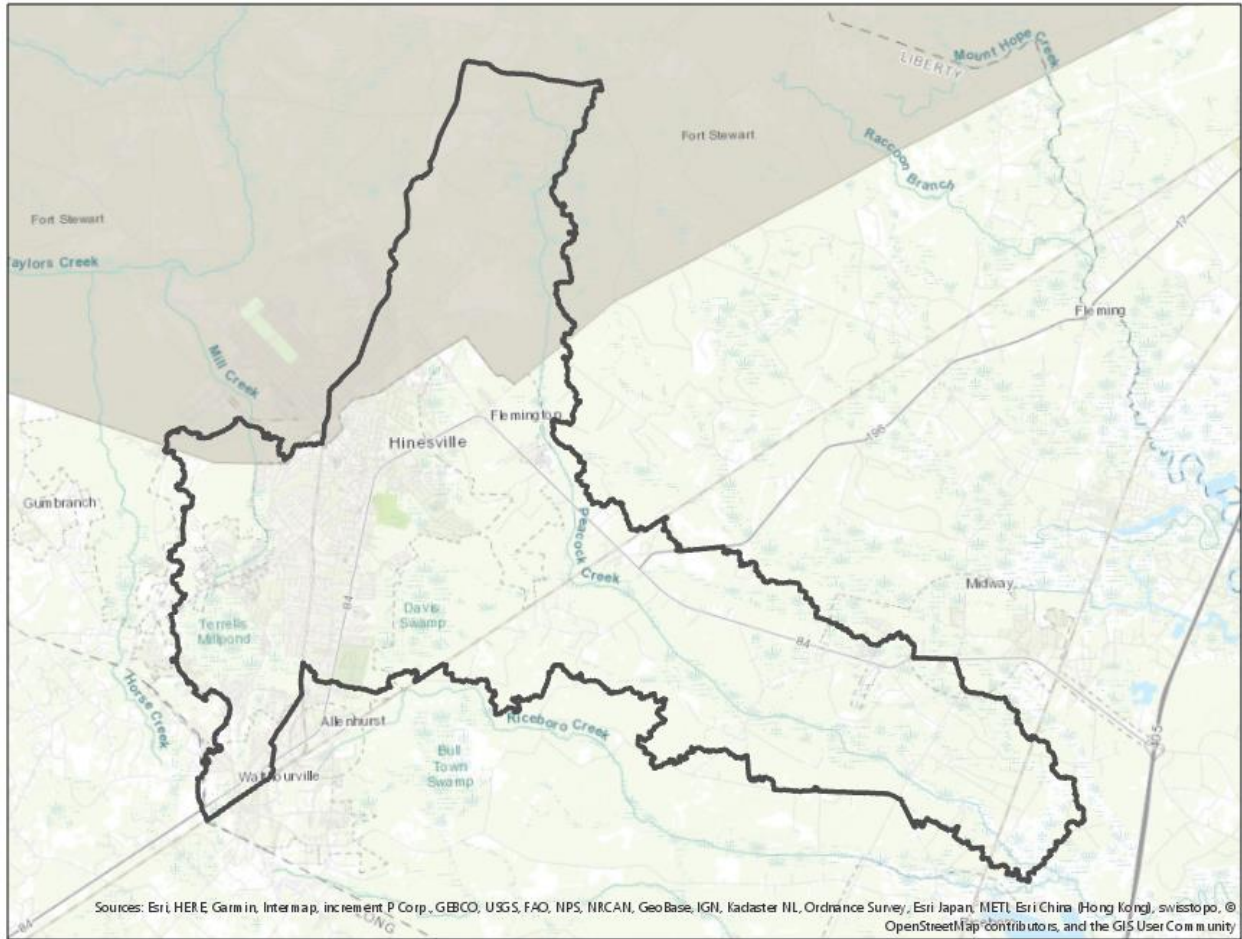 Mount Hope Creek
LIBERTY
Fort Stewart
Raccoon Branch
Fort Stewart
Taylors Creek
17
Fleming
Mill Creek
Flemington
Hinesville
196
Gumbranch
Peacock Creek
Midway
84
Davis
Swamp
Terrells
Millpond
84
Horse Creek
Allenhurst
Riceboro Creek
I-95
Bull
Town
Swamp
Walthourville
84
LONG
Riceboro
Sources: Esri, HERE, Garmin, Intermap, increment P Corp., GEBCO, USGS, FAO, NPS, NRCAN, GeoBase, IGN, Kadaster NL, Ordnance Survey, Esri Japan, METI, Esri China (Hong Kong), swisstopo, ©
OpenStreetMap contributors, and the GIS User Community